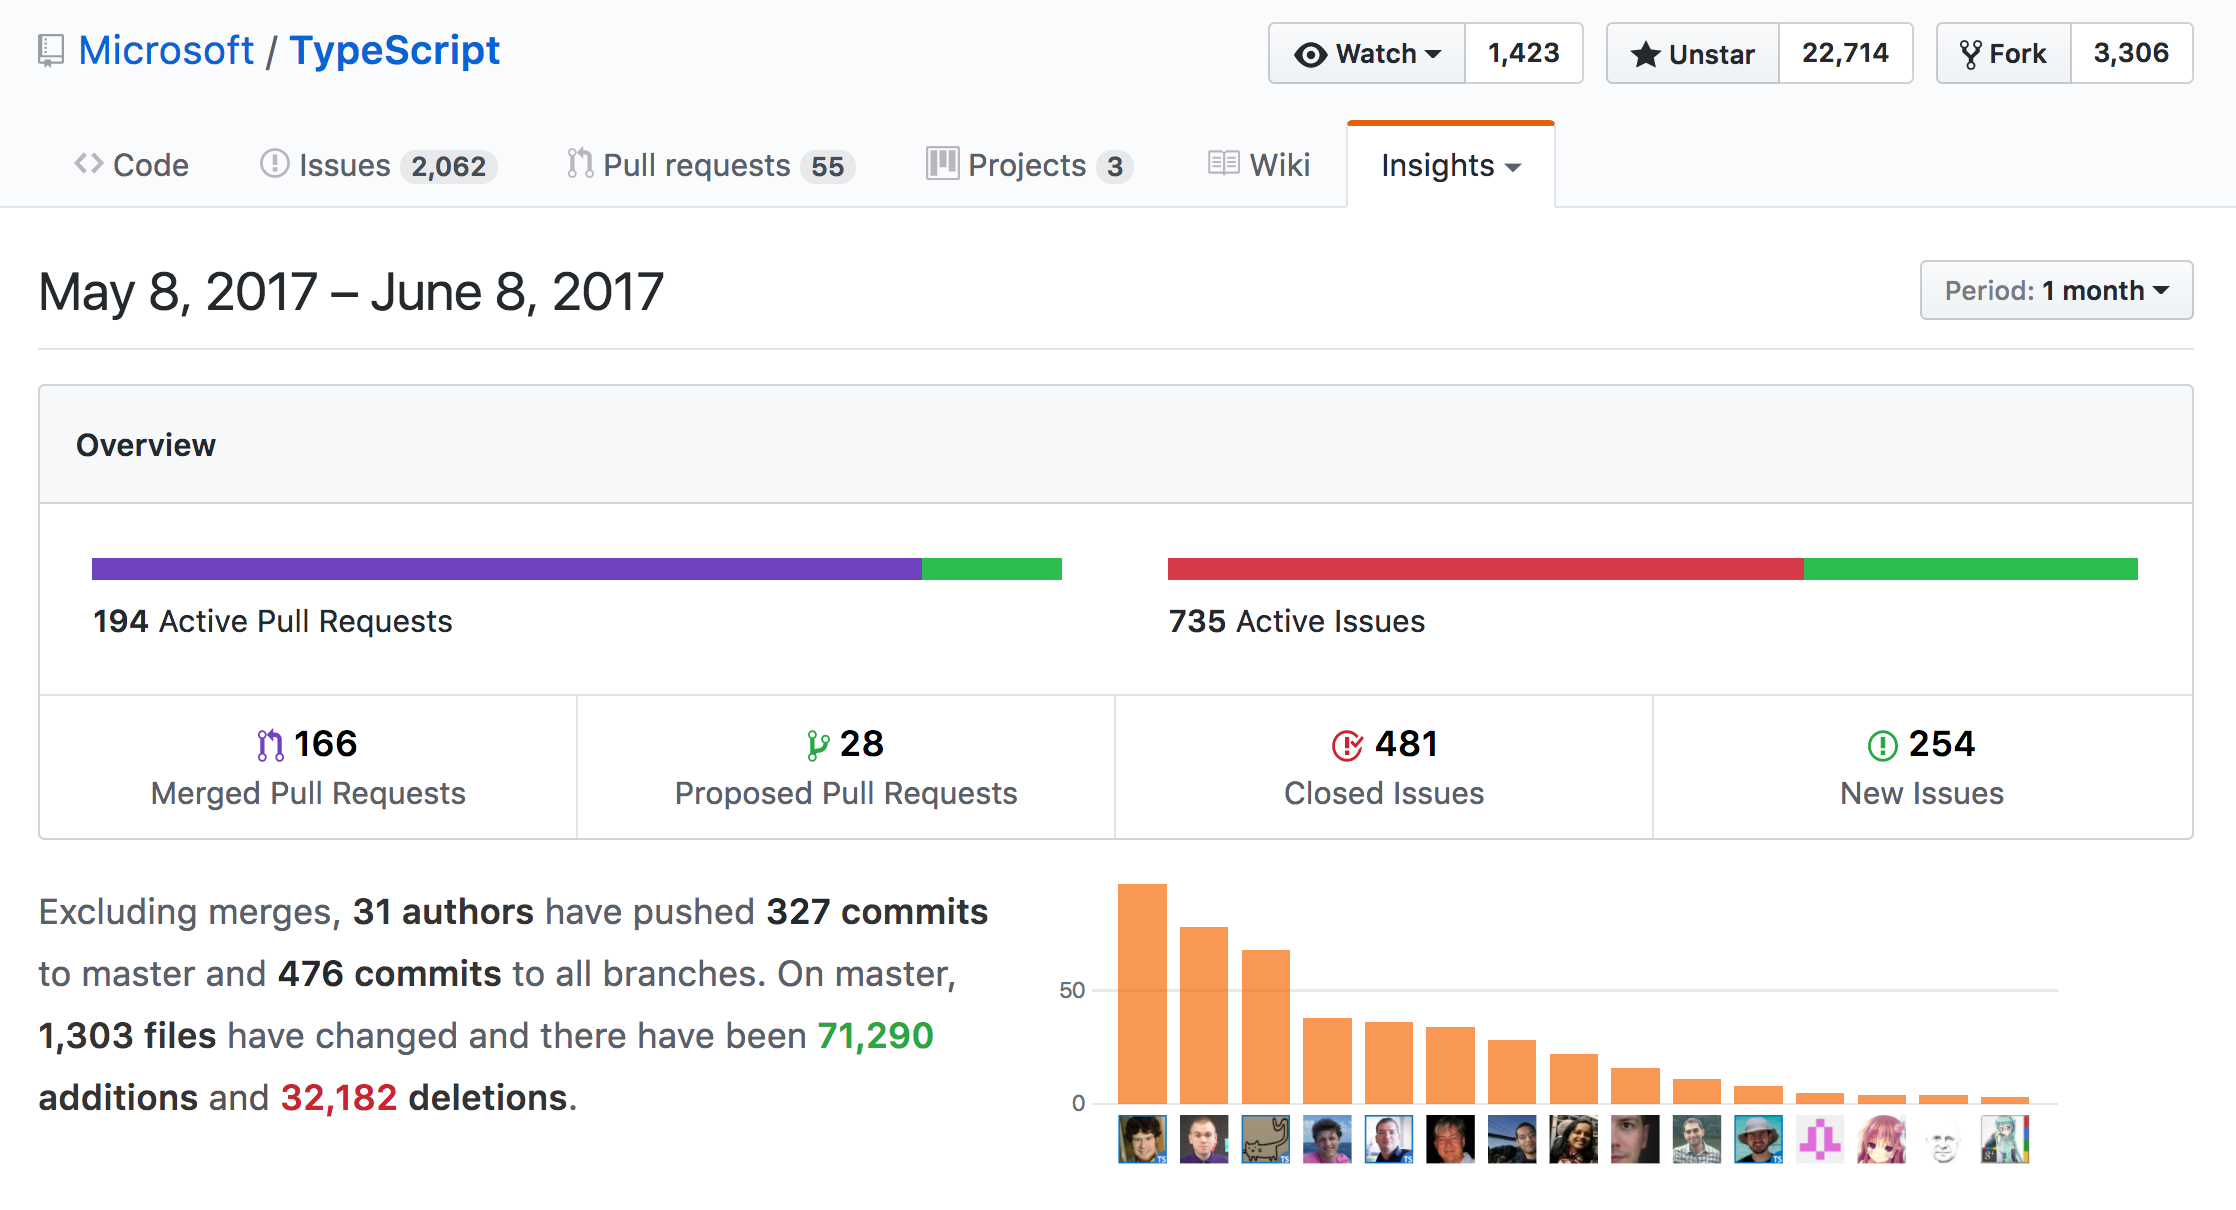 Microsoft / TypeScript
Watch 1,423 Unstar 22,714 Fork 3,306
Code Issues 2,062 Pull requests 55 Projects 3 Wiki Insights
May 8, 2017 – June 8, 2017
Period: 1 month
Overview
194 Active Pull Requests
735 Active Issues
166
Merged Pull Requests
28
Proposed Pull Requests
481
Closed Issues
254
New Issues
Excluding merges, 31 authors have pushed 327 commits
to master and 476 commits to all branches. On master,
1,303 files have changed and there have been 71,290
additions and 32,182 deletions.
50
0
TS TS TS TS